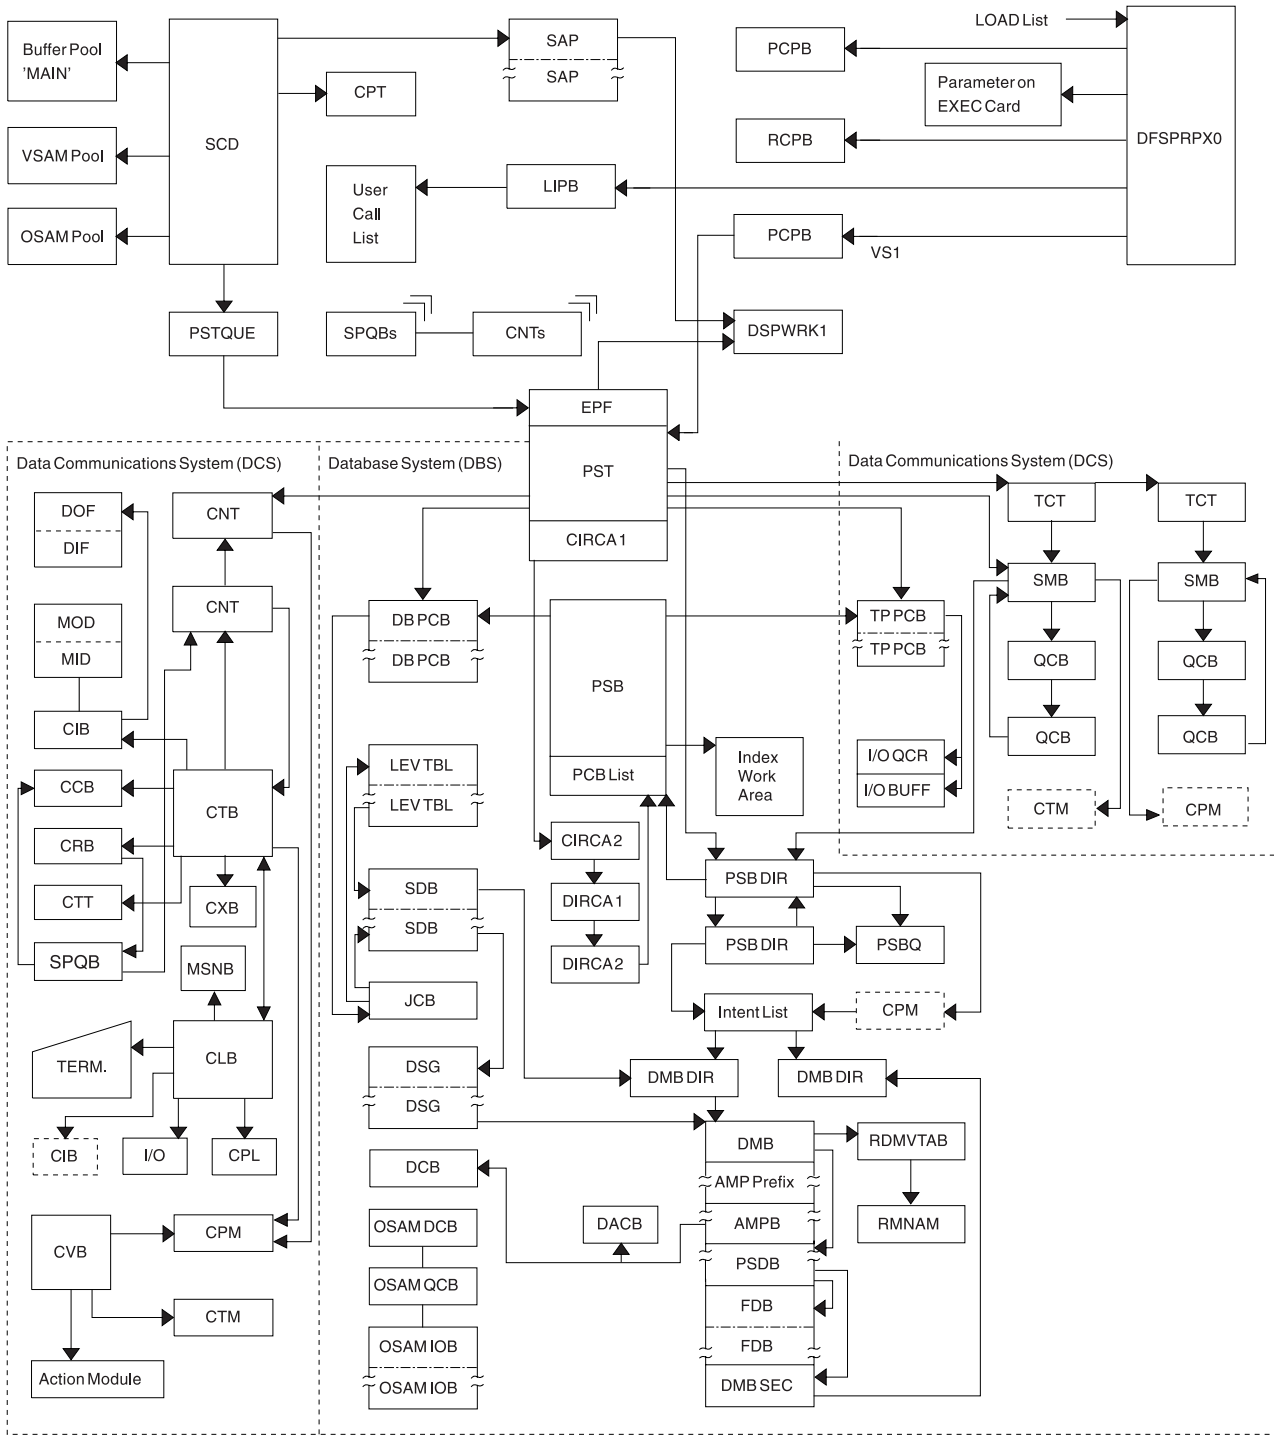 LOAD List
Buffer Pool
'MAIN'
VSAM Pool
OSAM Pool
SCD
SAP
SAP
CPT
User
Call
List
LIPB
PCPB
Parameter on
EXEC Card
RCPB
PCPB
VS1
DFSPRPX0
PSTQUE
SPQBs
CNTs
DSPWRK1
EPF
PST
CIRCA1
Data Communications System (DCS)
DOF
DIF
CNT
MOD
MID
CNT
CIB
CCB
CTB
CRB
CTT
CXB
SPQB
MSNB
TERM.
CLB
CIB
I/O
CPL
CVB
CPM
CTM
Action Module
Database System (DBS)
DB PCB
DB PCB
PSB
PCB List
TP PCB
TP PCB
LEV TBL
LEV TBL
Index
Work
Area
I/O QCR
I/O BUFF
CIRCA2
SDB
SDB
DIRCA1
DIRCA2
PSB DIR
PSB DIR
PSBQ
JCB
Intent List
CPM
DSG
DSG
DMB DIR
DMB DIR
DCB
DMB
AMP Prefix
AMPB
PSDB
FDB
FDB
DMB SEC
RDMVTAB
RMNAM
DACB
OSAM DCB
OSAM QCB
OSAM IOB
OSAM IOB
Data Communications System (DCS)
TCT
TCT
SMB
SMB
QCB
QCB
QCB
QCB
CTM
CPM